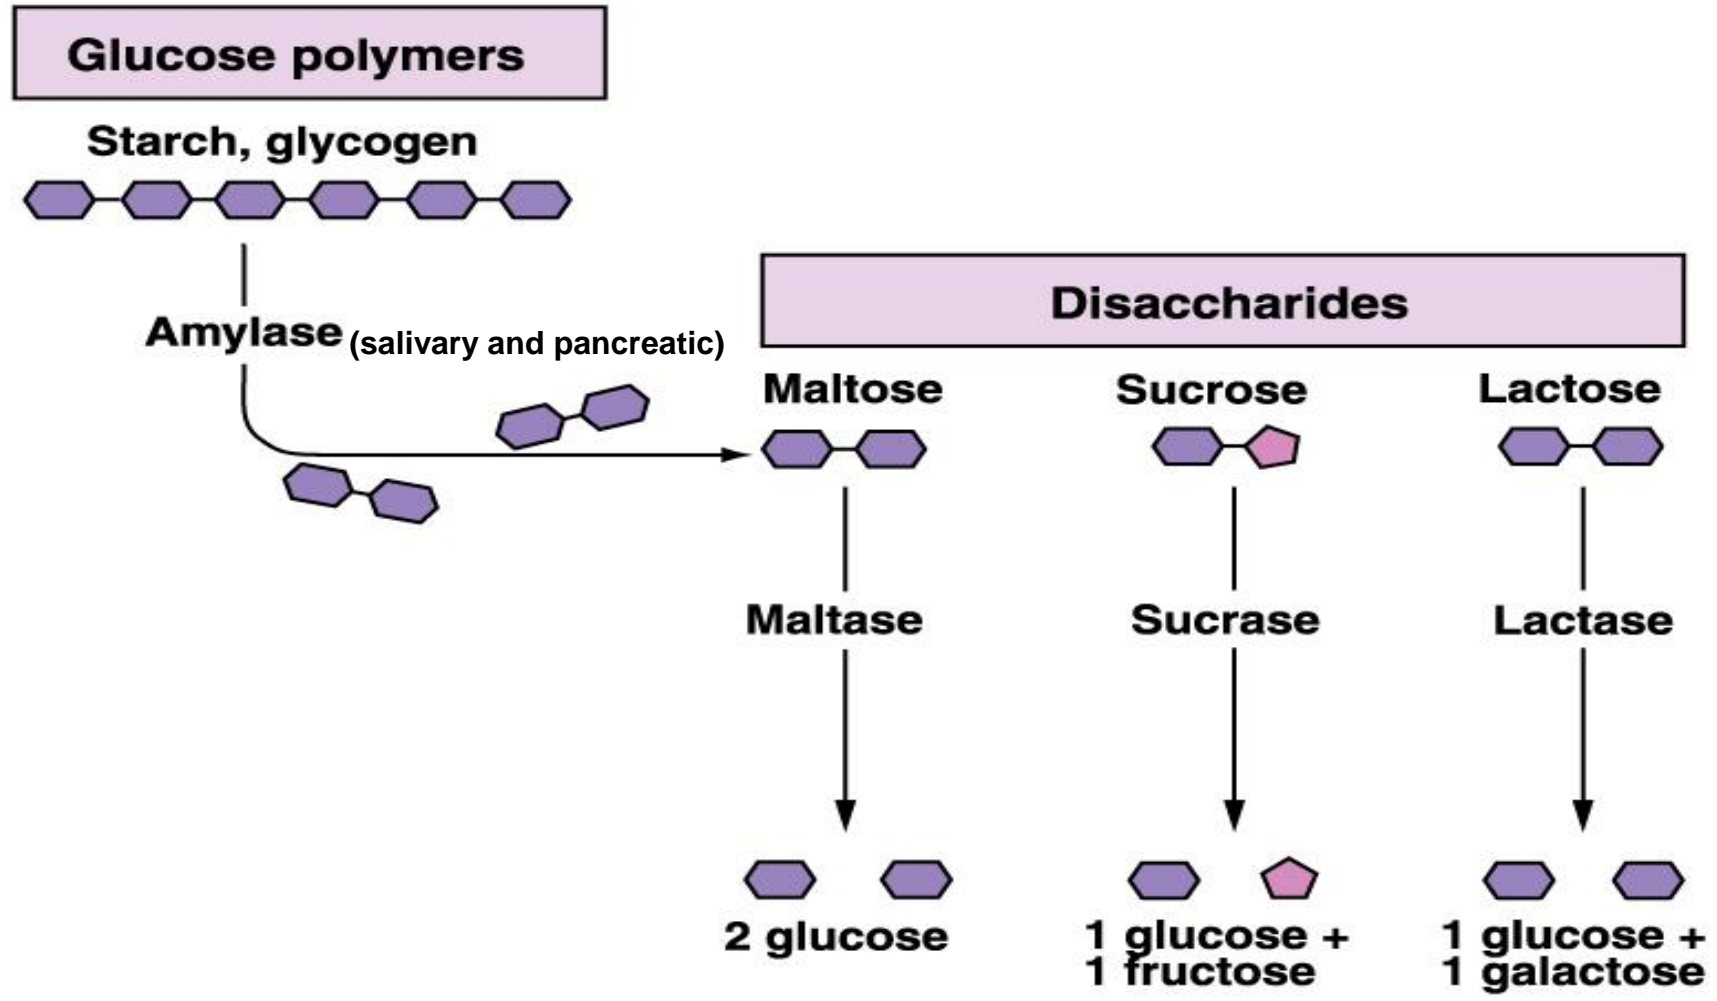 Glucose polymers
Starch, glycogen
Amylase (salivary and pancreatic)
Disaccharides
Maltose
Sucrose
Lactose
Maltase
Sucrase
Lactase
2 glucose
1 glucose +
1 fructose
1 glucose +
1 galactose